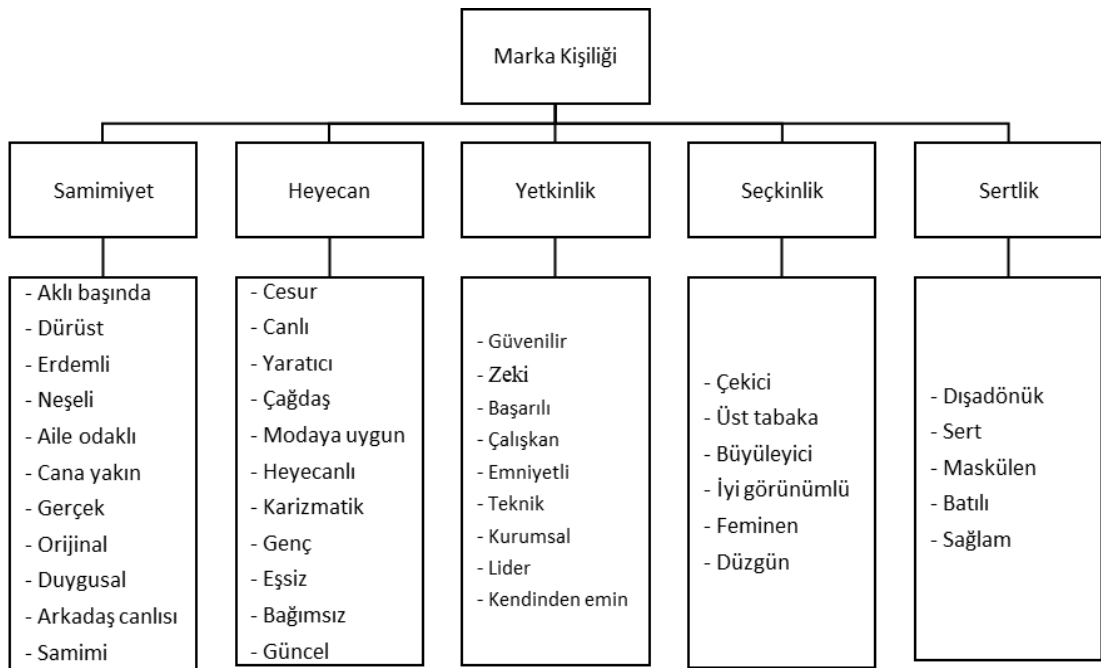 Marka Kişiliği
Samimiyet
Heyecan
Yetkinlik
Seçkinlik
Sertlik
- Aklı başında
- Dürüst
- Erdemli
- Neşeli
- Aile odaklı
- Cana yakın
- Gerçek
- Orijinal
- Duygusal
- Arkadaş canlısı
- Samimi
- Cesur
- Canlı
- Yaratıcı
- Çağdaş
- Modaya uygun
- Heyecanlı
- Karizmatik
- Genç
- Eşsiz
- Bağımsız
- Güncel
- Güvenilir
- Zeki
- Başarılı
- Çalışkan
- Emniyetli
- Teknik
- Kurumsal
- Lider
- Kendinden emin
- Çekici
- Üst tabaka
- Büyüleyici
- İyi görünümlü
- Feminen
- Düzgün
- Dışadönük
- Sert
- Maskülen
- Batılı
- Sağlam